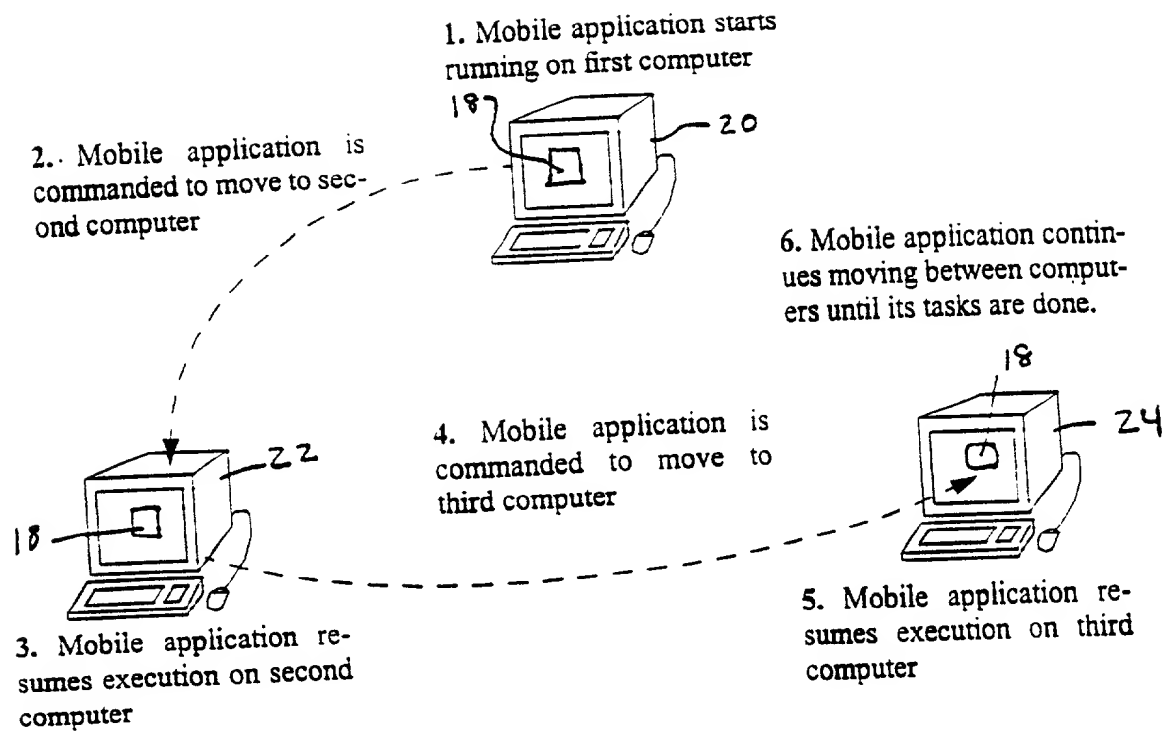 1. Mobile application starts
running on first computer
18
20
2. Mobile application is
commanded to move to sec-
ond computer
6. Mobile application contin-
ues moving between comput-
ers until its tasks are done.
18
24
4. Mobile application is
commanded to move to
third computer
22
18
3. Mobile application re-
sumes execution on second
computer
5. Mobile application re-
sumes execution on third
computer